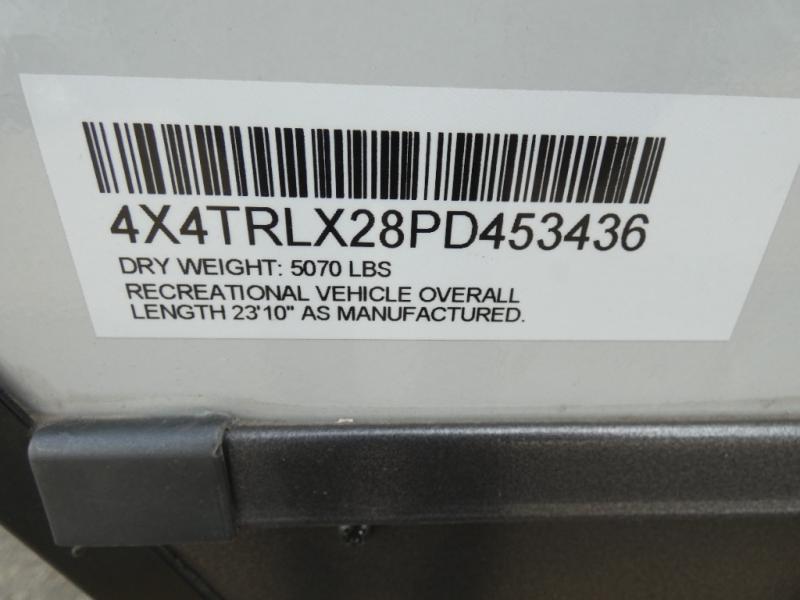 4X4TRLX28PD453436
DRY WEIGHT: 5070 LBS
RECREATIONAL VEHICLE OVERALL
LENGTH 23'10" AS MANUFACTURED.